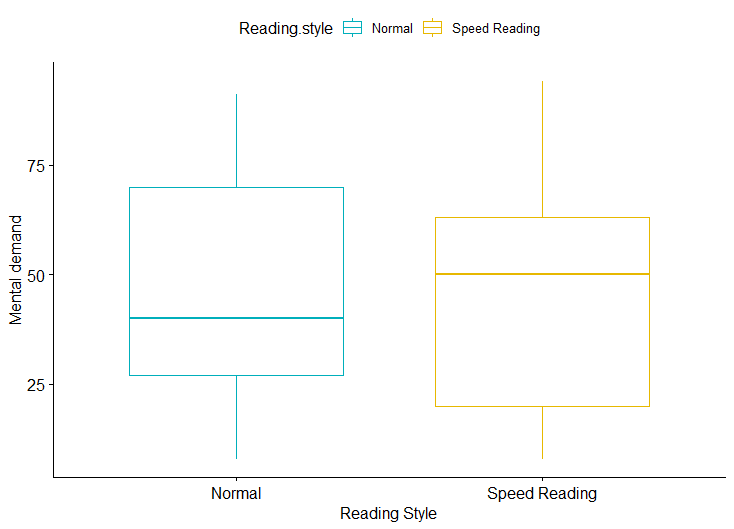 Reading.style Normal Speed Reading
75
50
25
Mental demand
Normal Speed Reading
Reading Style